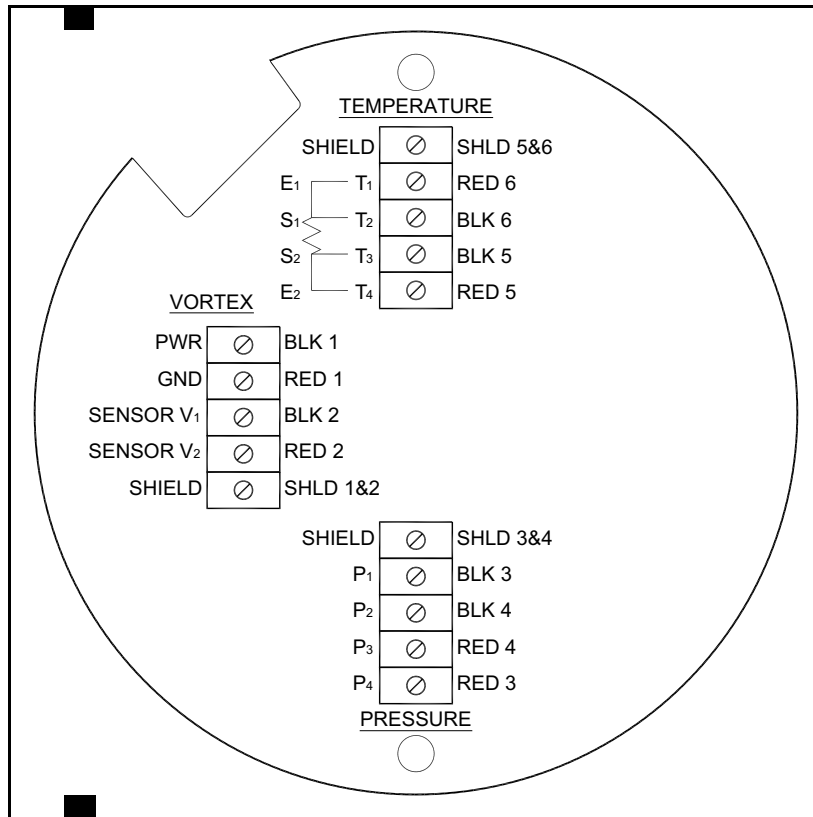 TEMPERATURE
SHIELD SHLD 5&6
E1 T1 RED 6
S1 T2 BLK 6
S2 T3 BLK 5
E2 T4 RED 5
VORTEX
PWR BLK 1
GND RED 1
SENSOR V1 BLK 2
SENSOR V2 RED 2
SHIELD SHLD 1&2
SHIELD SHLD 3&4
P1 BLK 3
P2 BLK 4
P3 RED 4
P4 RED 3
PRESSURE